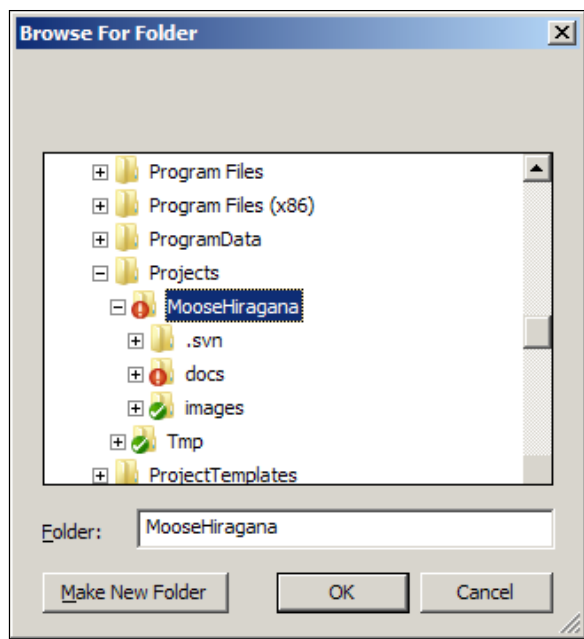 Browse For Folder
Program Files
Program Files (x86)
ProgramData
Projects
MooseHiragana
.svn
docs
images
Tmp
ProjectTemplates
Folder: MooseHiragana
Make New Folder OK Cancel